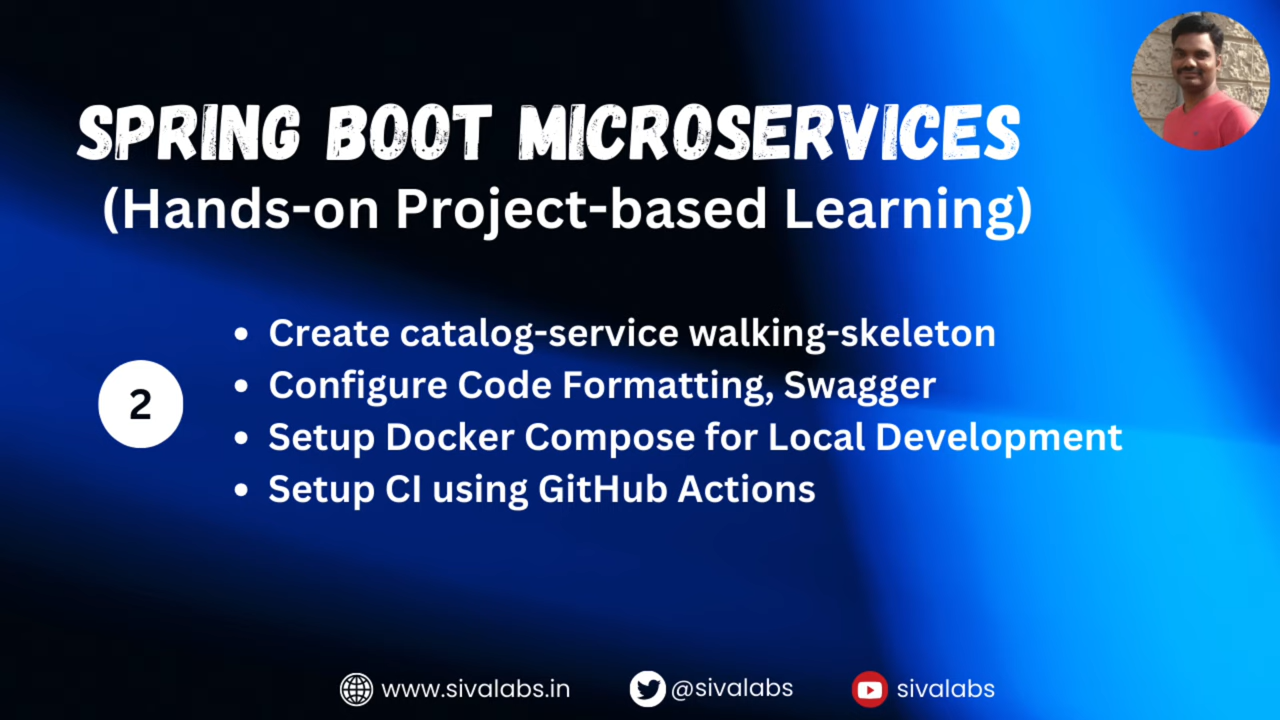 SPRING BOOT MICROSERVICES
(Hands-on Project-based Learning)
2
• Create catalog-service walking-skeleton
• Configure Code Formatting, Swagger
• Setup Docker Compose for Local Development
• Setup CI using GitHub Actions
www.sivalabs.in @sivalabs sivalabs